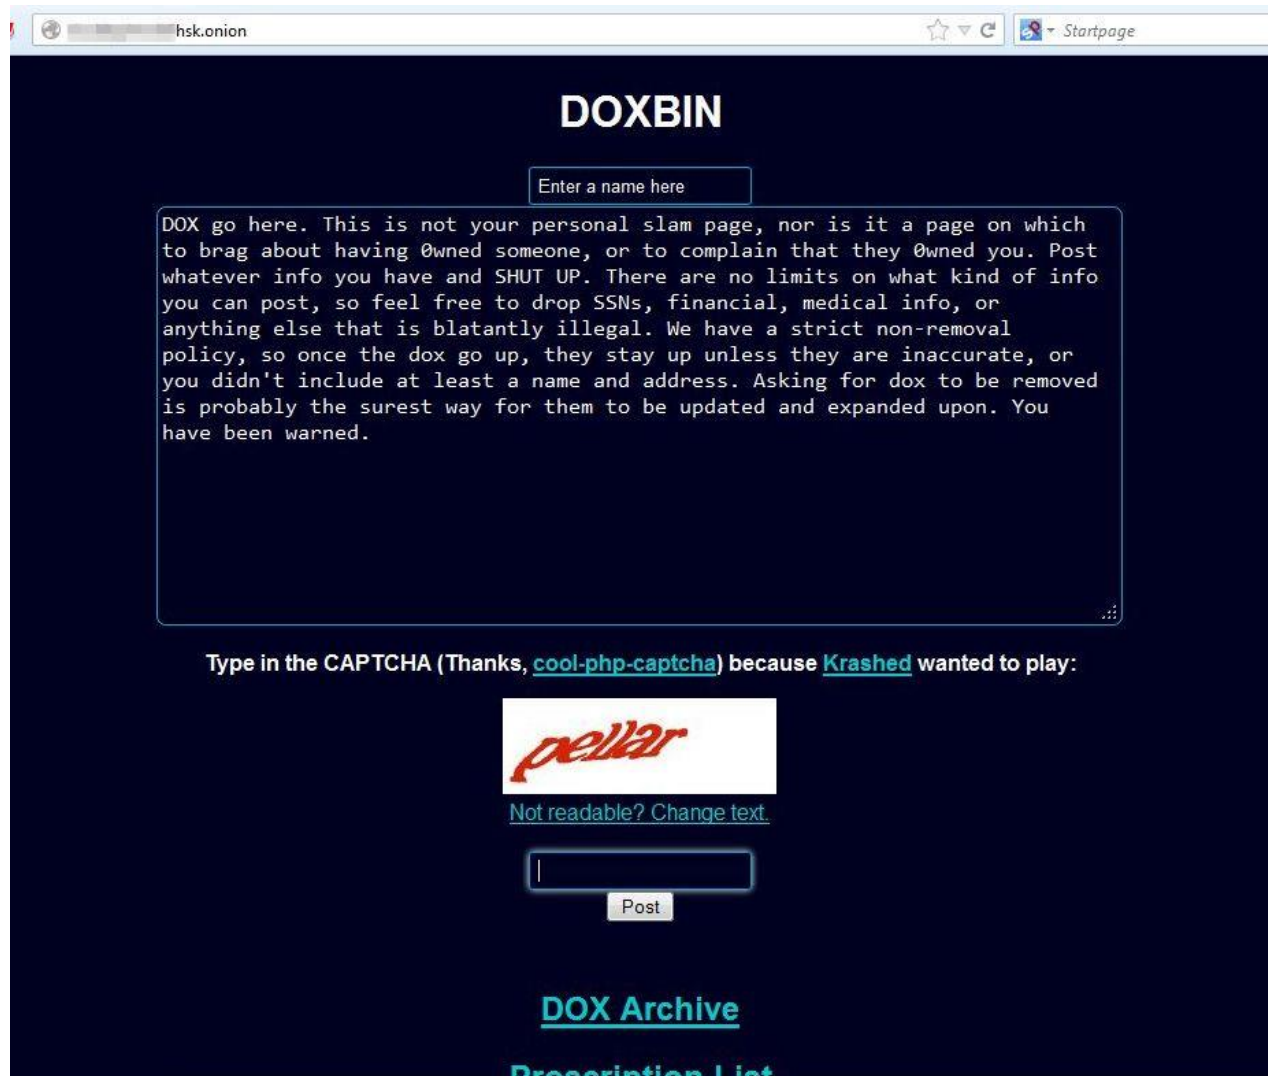 hsk.onion
Startpage
DOXBIN
Enter a name here
DOX go here. This is not your personal slam page, nor is it a page on which
to brag about having 0wned someone, or to complain that they 0wned you. Post
whatever info you have and SHUT UP. There are no limits on what kind of info
you can post, so feel free to drop SSNs, financial, medical info, or
anything else that is blatantly illegal. We have a strict non-removal
policy, so once the dox go up, they stay up unless they are inaccurate, or
you didn't include at least a name and address. Asking for dox to be removed
is probably the surest way for them to be updated and expanded upon. You
have been warned.
Type in the CAPTCHA (Thanks, cool-php-captcha) because Krashed wanted to play:
pellar
Not readable? Change text.
Post
DOX Archive
List